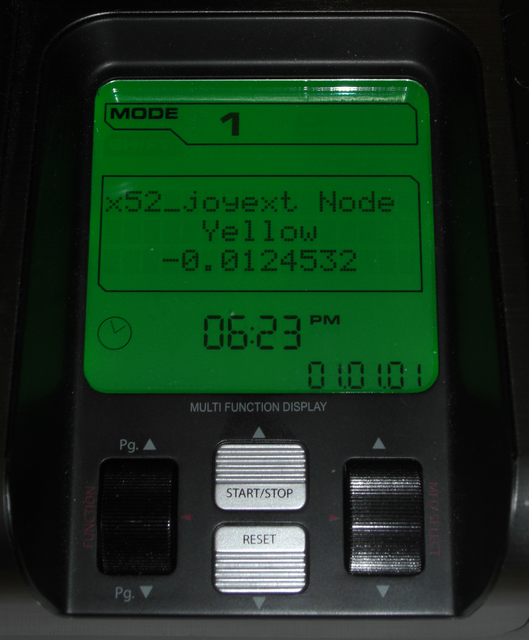 MODE 1
x52_joyext Node
Yellow
-0.0124532
06:23 PM
01.01.01
MULTI FUNCTION DISPLAY
Pg. ▲
START/STOP
RESET
Pg. ▼